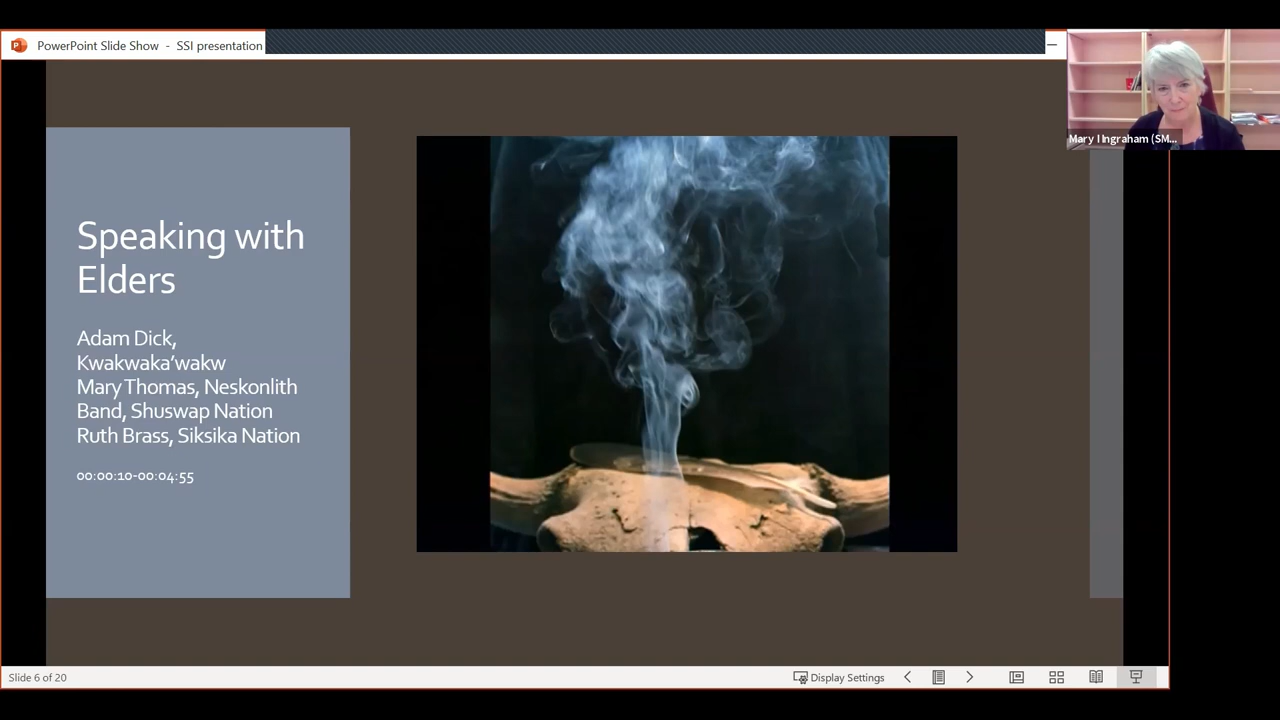 PowerPoint Slide Show - SSI presentation
Mary I Ingraham (SM...
Speaking with
Elders
Adam Dick,
Kwakwaka’wakw
Mary Thomas, Neskonlith
Band, Shuswap Nation
Ruth Brass, Siksika Nation
00:00:10-00:04:55
Slide 6 of 20
Display Settings